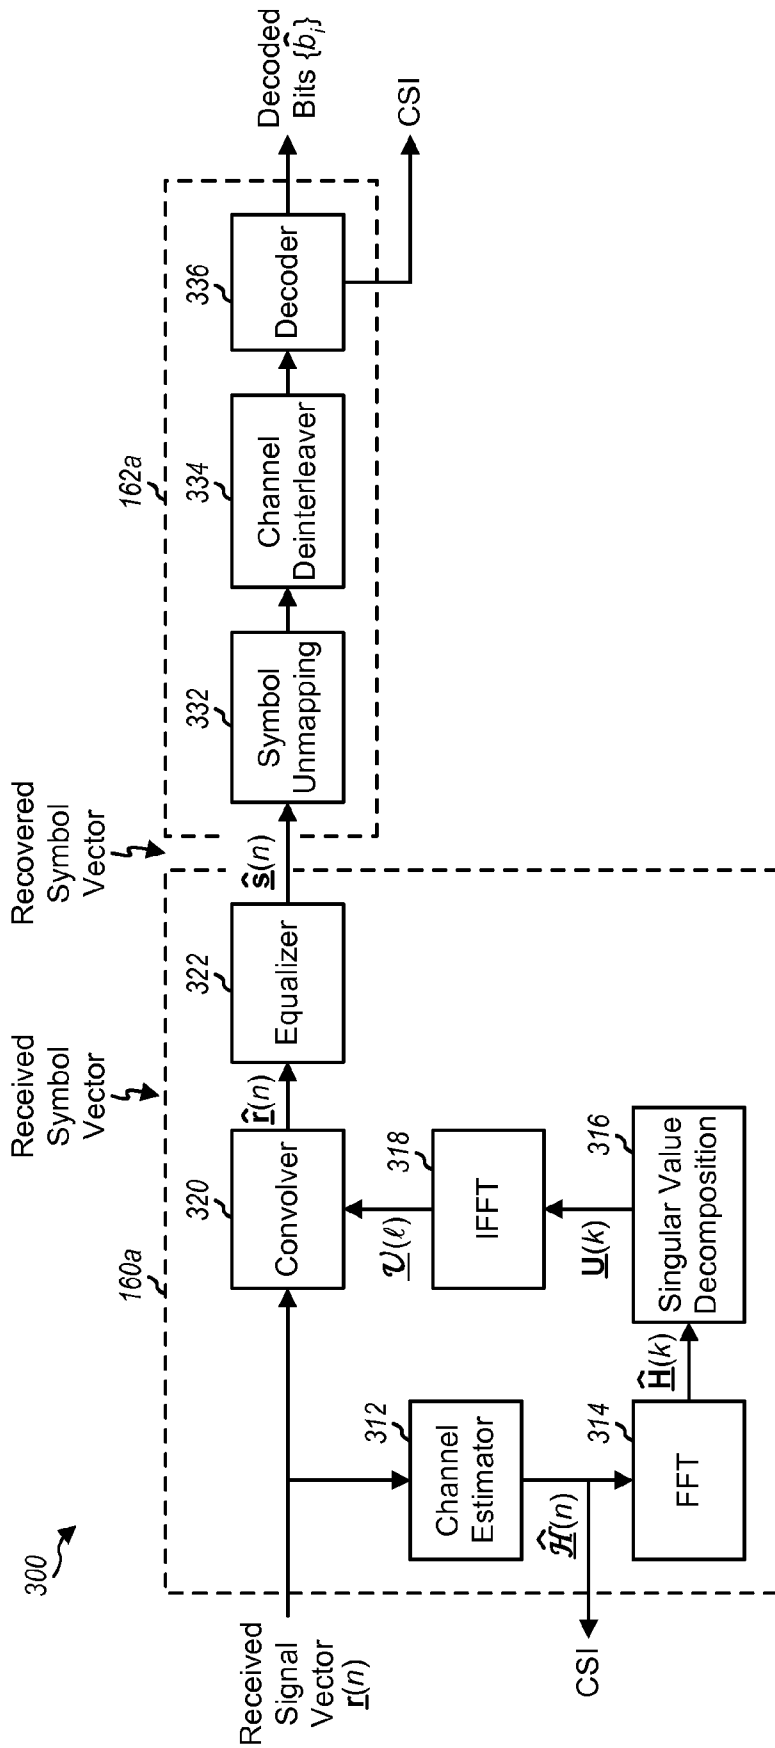 300
Received
Signal
Vector
r(n)
160a
Received
Symbol
Vector
Recovered
Symbol
Vector
162a
320
Convolver
r̂(n)
322
Equalizer
ŝ(n)
332
Symbol
Unmapping
334
Channel
Deinterleaver
336
Decoder
Decoded
Bits {b̂ᵢ}
CSI
312
Channel
Estimator
ℋ̂(n)
CSI
314
FFT
Ĥ(k)
316
Singular Value
Decomposition
U(k)
318
IFFT
𝒰(ℓ)